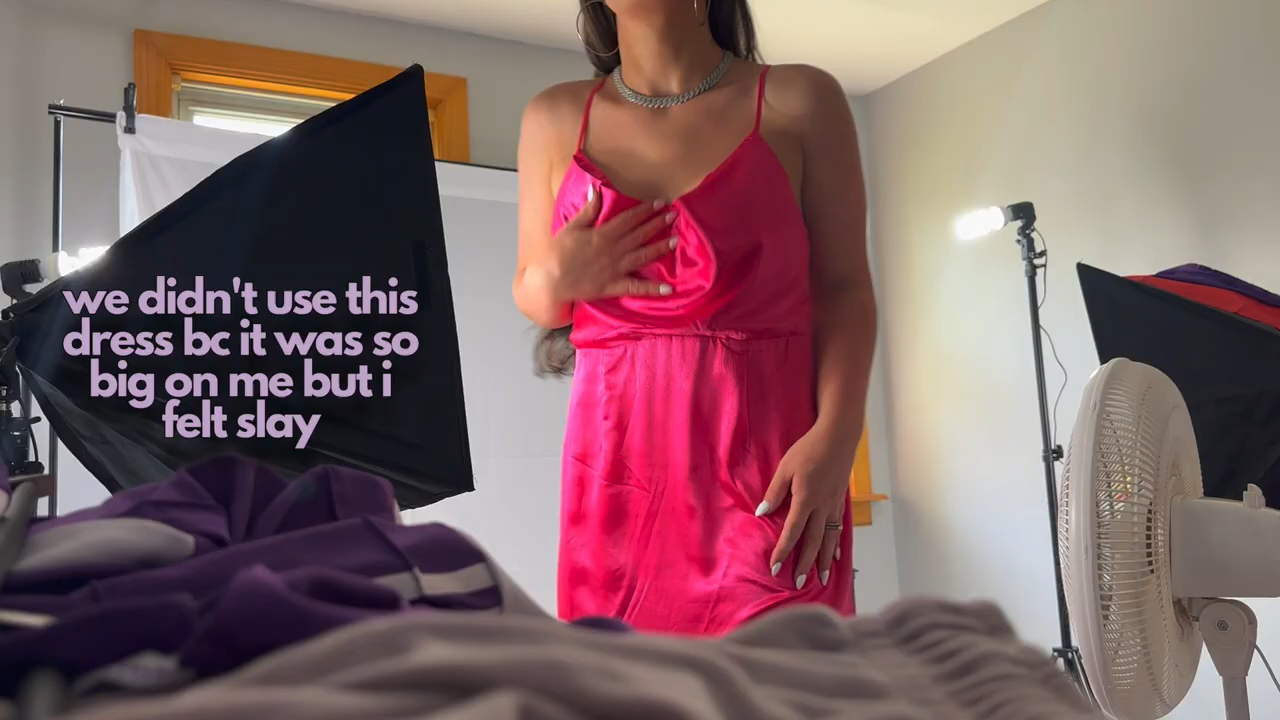 we didn't use this
dress bc it was so
big on me but i
felt slay